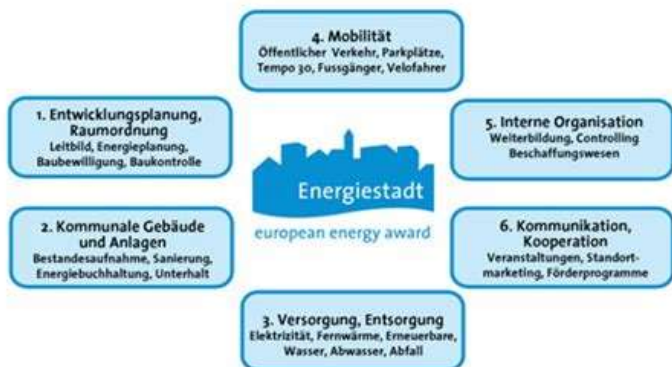 4. Mobilität
Öffentlicher Verkehr, Parkplätze,
Tempo 30, Fussgänger, Velofahrer
1. Entwicklungsplanung,
Raumordnung
Leitbild, Energieplanung,
Baubewilligung, Baukontrolle
5. Interne Organisation
Weiterbildung, Controlling
Beschaffungswesen
Energiestadt
european energy award
2. Kommunale Gebäude
und Anlagen
Bestandesaufnahme, Sanierung,
Energiebuchhaltung, Unterhalt
6. Kommunikation,
Kooperation
Veranstaltungen, Standort-
marketing, Förderprogramme
3. Versorgung, Entsorgung
Elektrizität, Fernwärme, Erneuerbare,
Wasser, Abwasser, Abfall